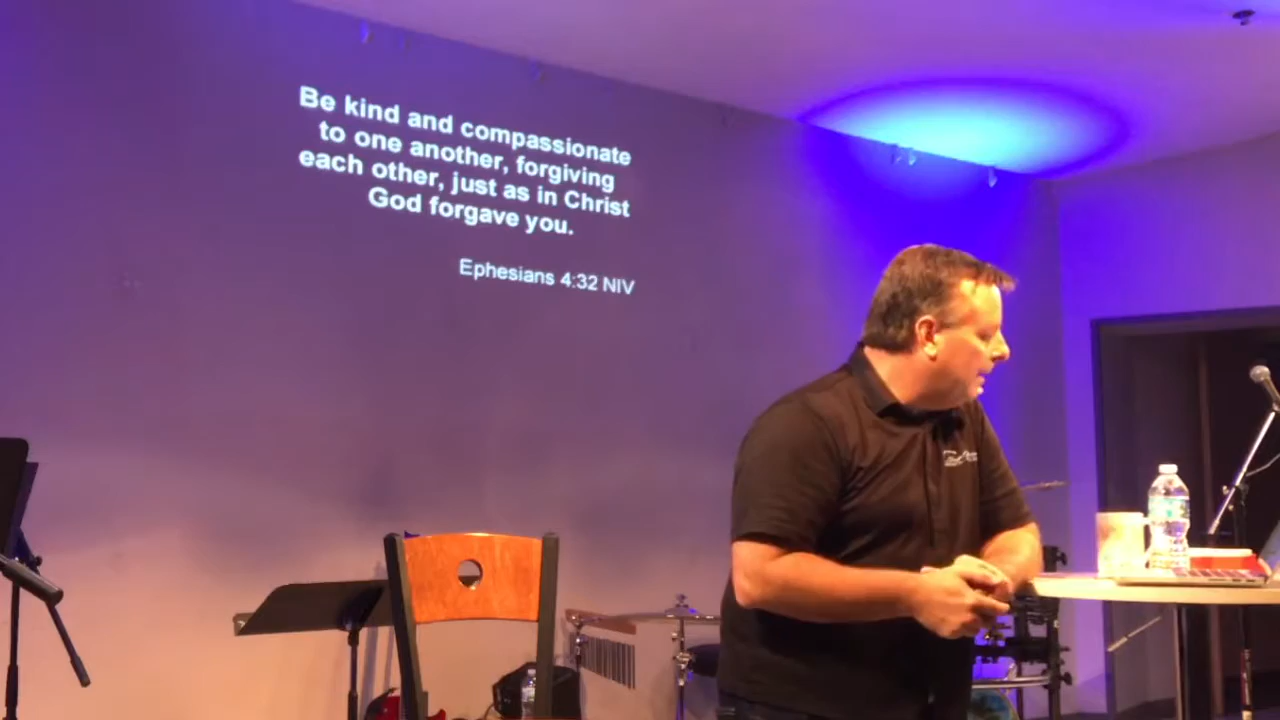 Be kind and compassionate
to one another, forgiving
each other, just as in Christ
God forgave you.
Ephesians 4:32 NIV